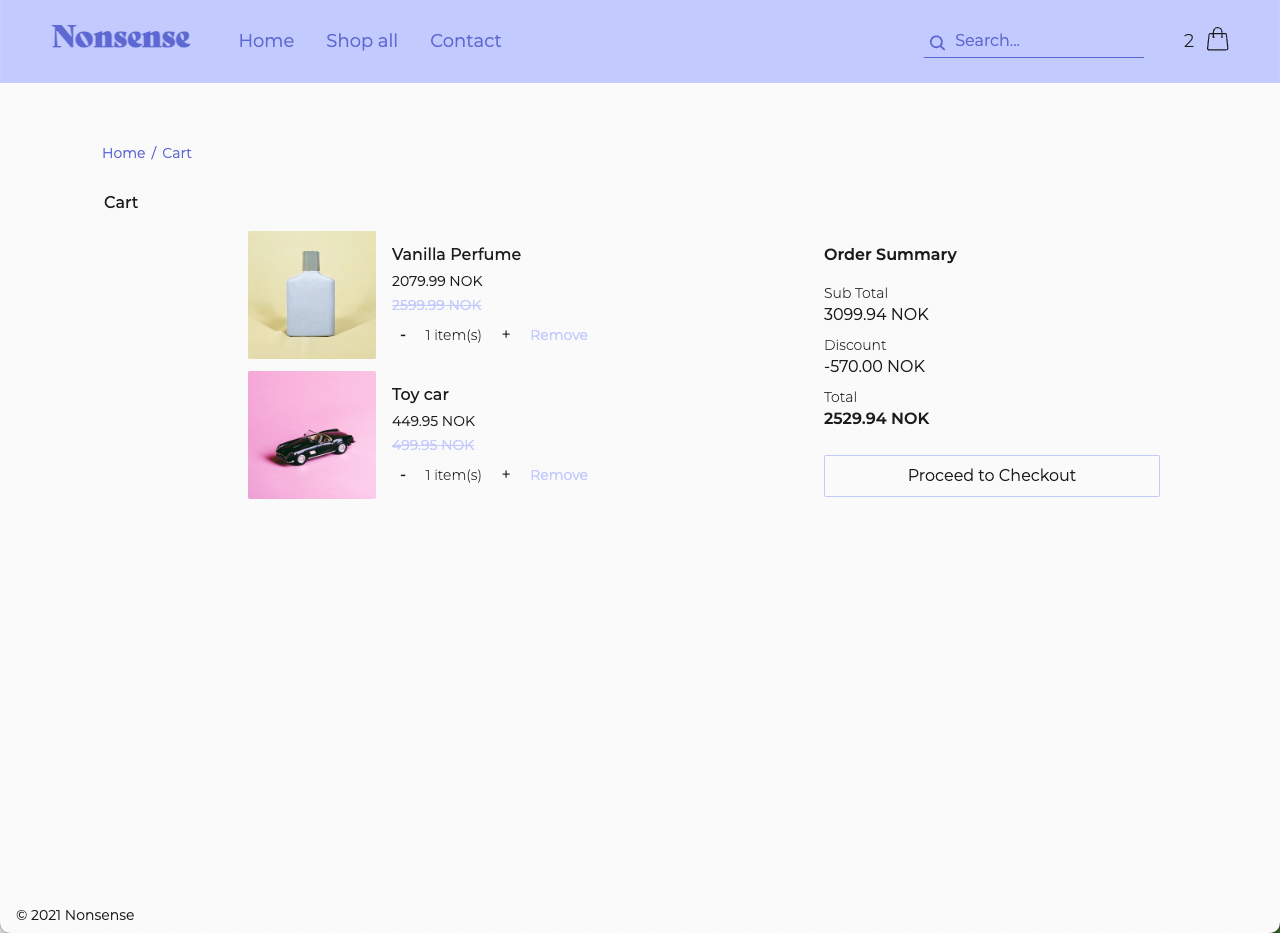 Nonsense Home Shop all Contact Search... 2
Home / Cart
Cart
Vanilla Perfume
2079.99 NOK
2599.99 NOK
- 1 item(s) + Remove
Toy car
449.95 NOK
499.95 NOK
- 1 item(s) + Remove
Order Summary
Sub Total
3099.94 NOK
Discount
-570.00 NOK
Total
2529.94 NOK
Proceed to Checkout
© 2021 Nonsense